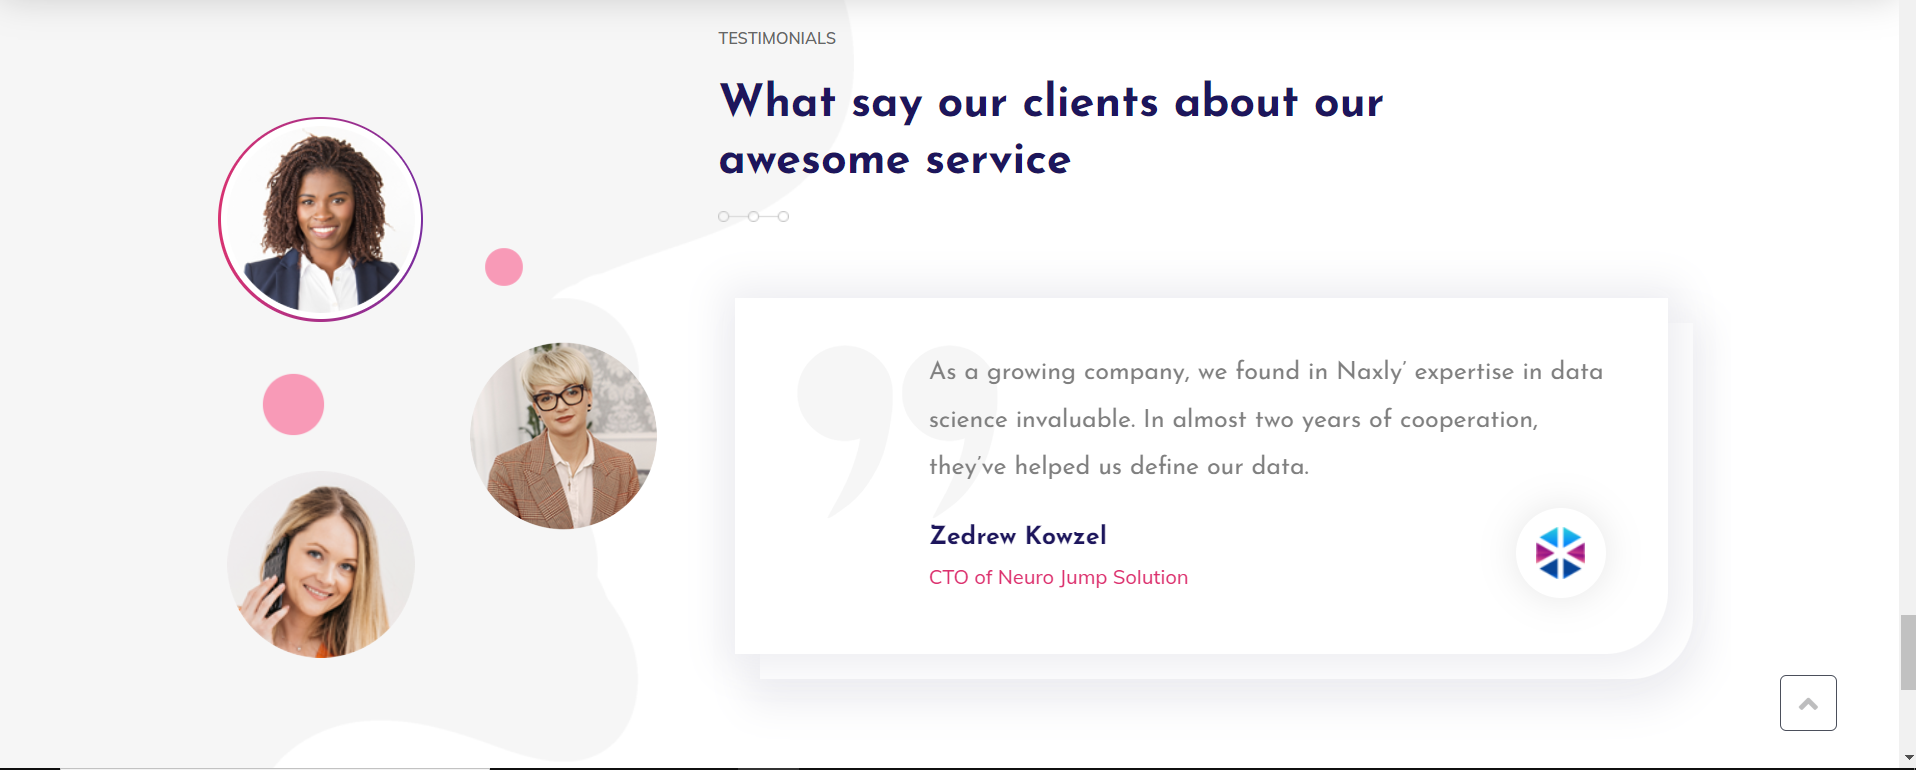 TESTIMONIALS
What say our clients about our
awesome service
As a growing company, we found in Naxly’ expertise in data
science invaluable. In almost two years of cooperation,
they’ve helped us define our data.
Zedrew Kowzel
CTO of Neuro Jump Solution